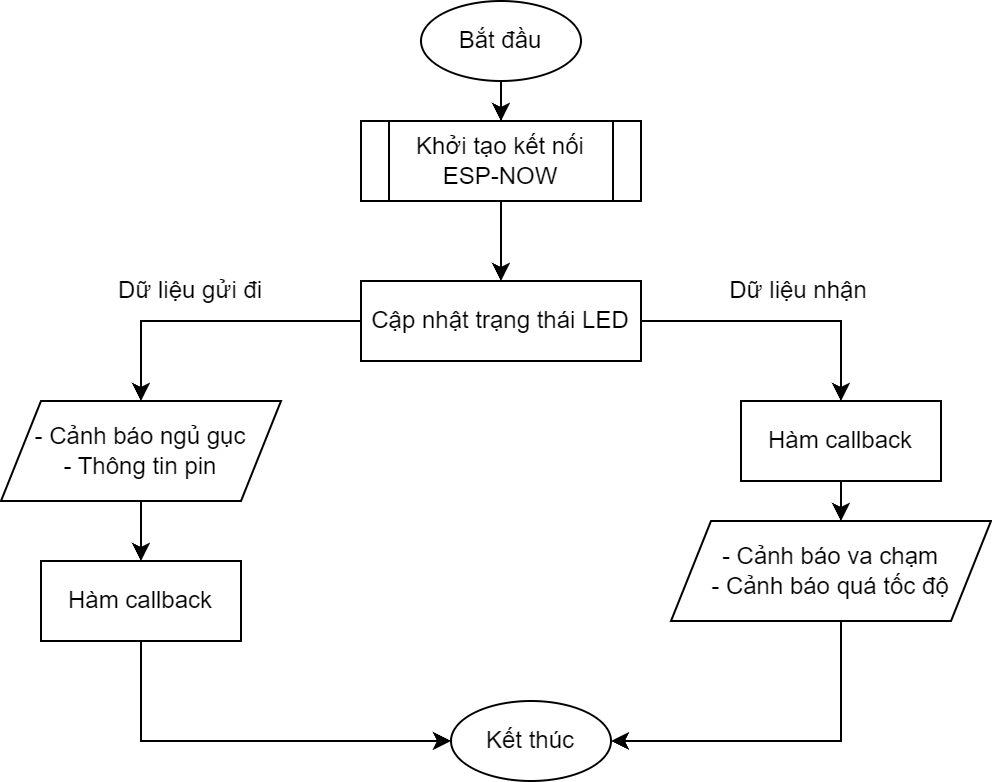 Bắt đầu
Khởi tạo kết nối
ESP-NOW
Cập nhật trạng thái LED
Dữ liệu gửi đi
- Cảnh báo ngủ gục
- Thông tin pin
Hàm callback
Dữ liệu nhận
Hàm callback
- Cảnh báo va chạm
- Cảnh báo quá tốc độ
Kết thúc